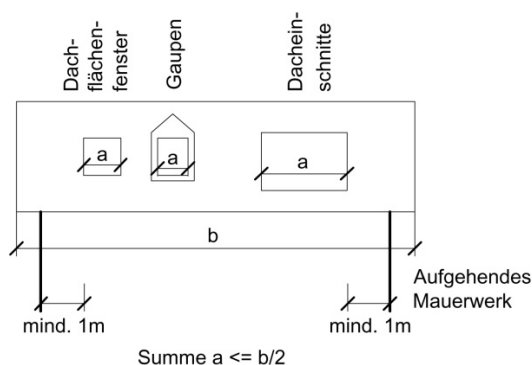 Dach-
flächen-
fenster
Gaupen
Dachein-
schnitte
a
a
a
b
Aufgehendes
Mauerwerk
mind. 1m
mind. 1m
Summe a <= b/2